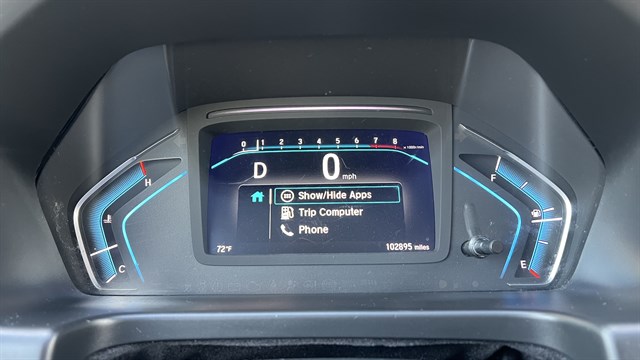 0 1 2 3 4 5 6 7 8 x1000r/min
D 0 mph
H
F
Show/Hide Apps
Trip Computer
Phone
C
E
72°F
102895 miles